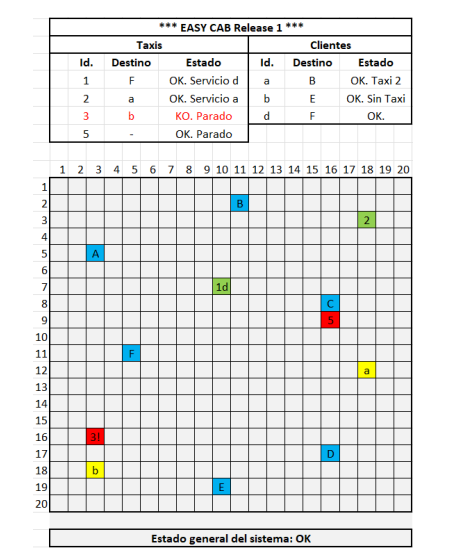 *** EASY CAB Release 1 ***
Taxis Clientes
Id. Destino Estado Id. Destino Estado
1 F OK. Servicio d a B OK. Taxi 2
2 a OK. Servicio a b E OK. Sin Taxi
3 b KO. Parado d F OK.
5 - OK. Parado
1 2 3 4 5 6 7 8 9 10 11 12 13 14 15 16 17 18 19 20
1
2 B
3 2
4
5 A
6
7 1d
8 C
9 5
10
11 F
12 a
13
14
15
16 3!
17 D
18 b
19 E
20
Estado general del sistema: OK